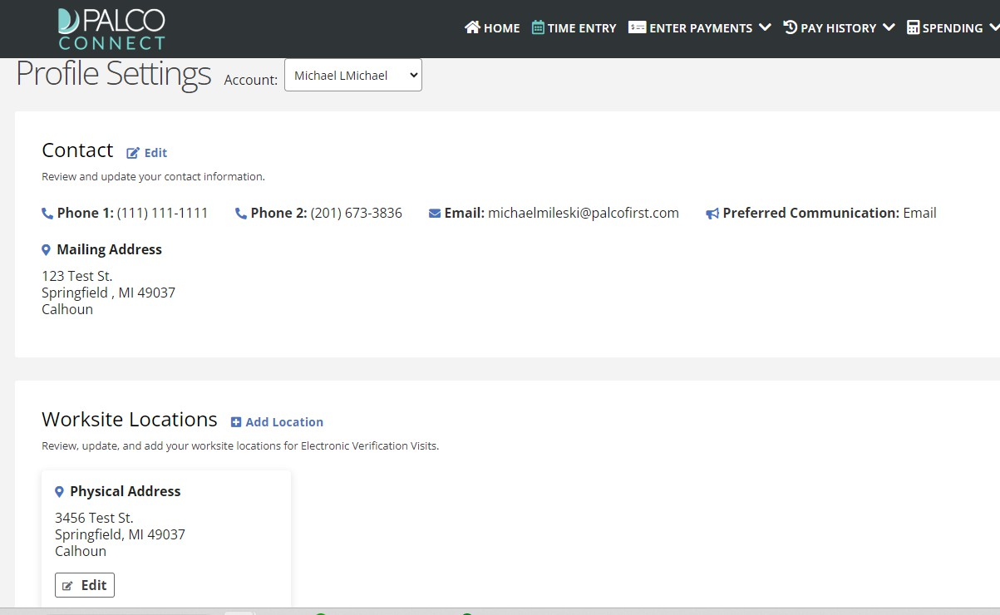 PALCO
CONNECT
HOME TIME ENTRY ENTER PAYMENTS PAY HISTORY SPENDING
Profile Settings Account: Michael LMichael
Contact Edit
Review and update your contact information.
Phone 1: (111) 111-1111 Phone 2: (201) 673-3836 Email: michaelmileski@palcofirst.com Preferred Communication: Email
Mailing Address
123 Test St.
Springfield , MI 49037
Calhoun
Worksite Locations Add Location
Review, update, and add your worksite locations for Electronic Verification Visits.
Physical Address
3456 Test St.
Springfield, MI 49037
Calhoun
Edit